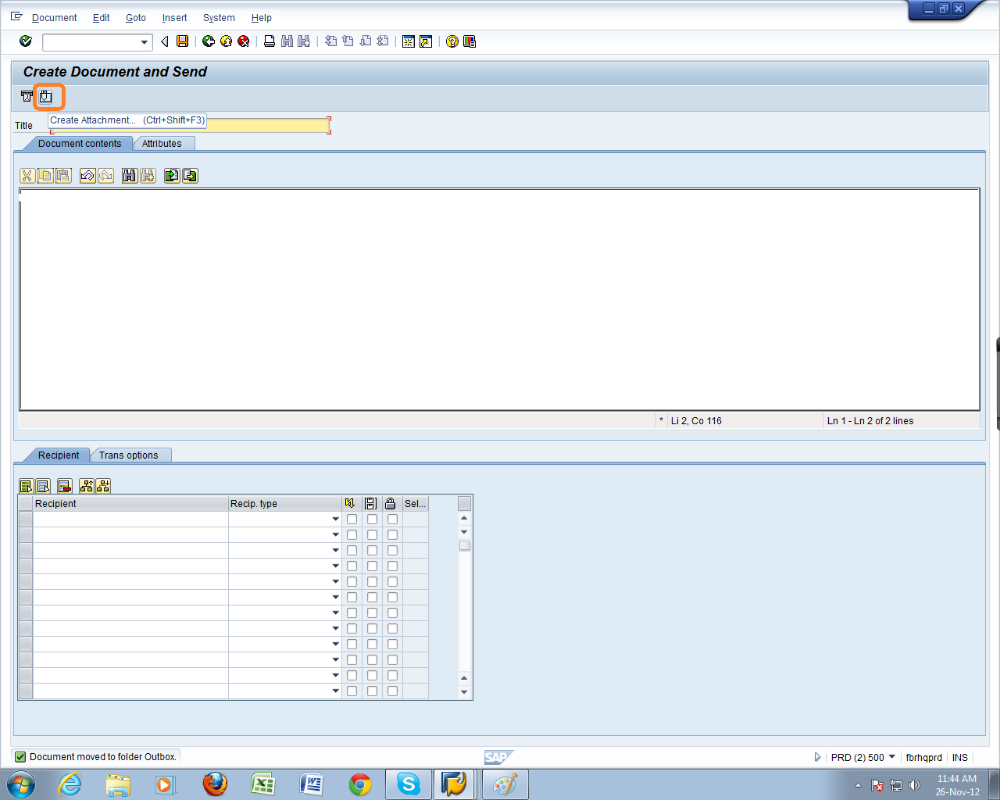 Document Edit Goto Insert System Help
Create Document and Send
Create Attachment... (Ctrl+Shift+F3)
Title
Document contents Attributes
* Li 2, Co 116 Ln 1 - Ln 2 of 2 lines
Recipient Trans options
Recipient Recip. type Sel...
Document moved to folder Outbox. SAP PRD (2) 500 fbrhqprd INS
11:44 AM
26-Nov-12